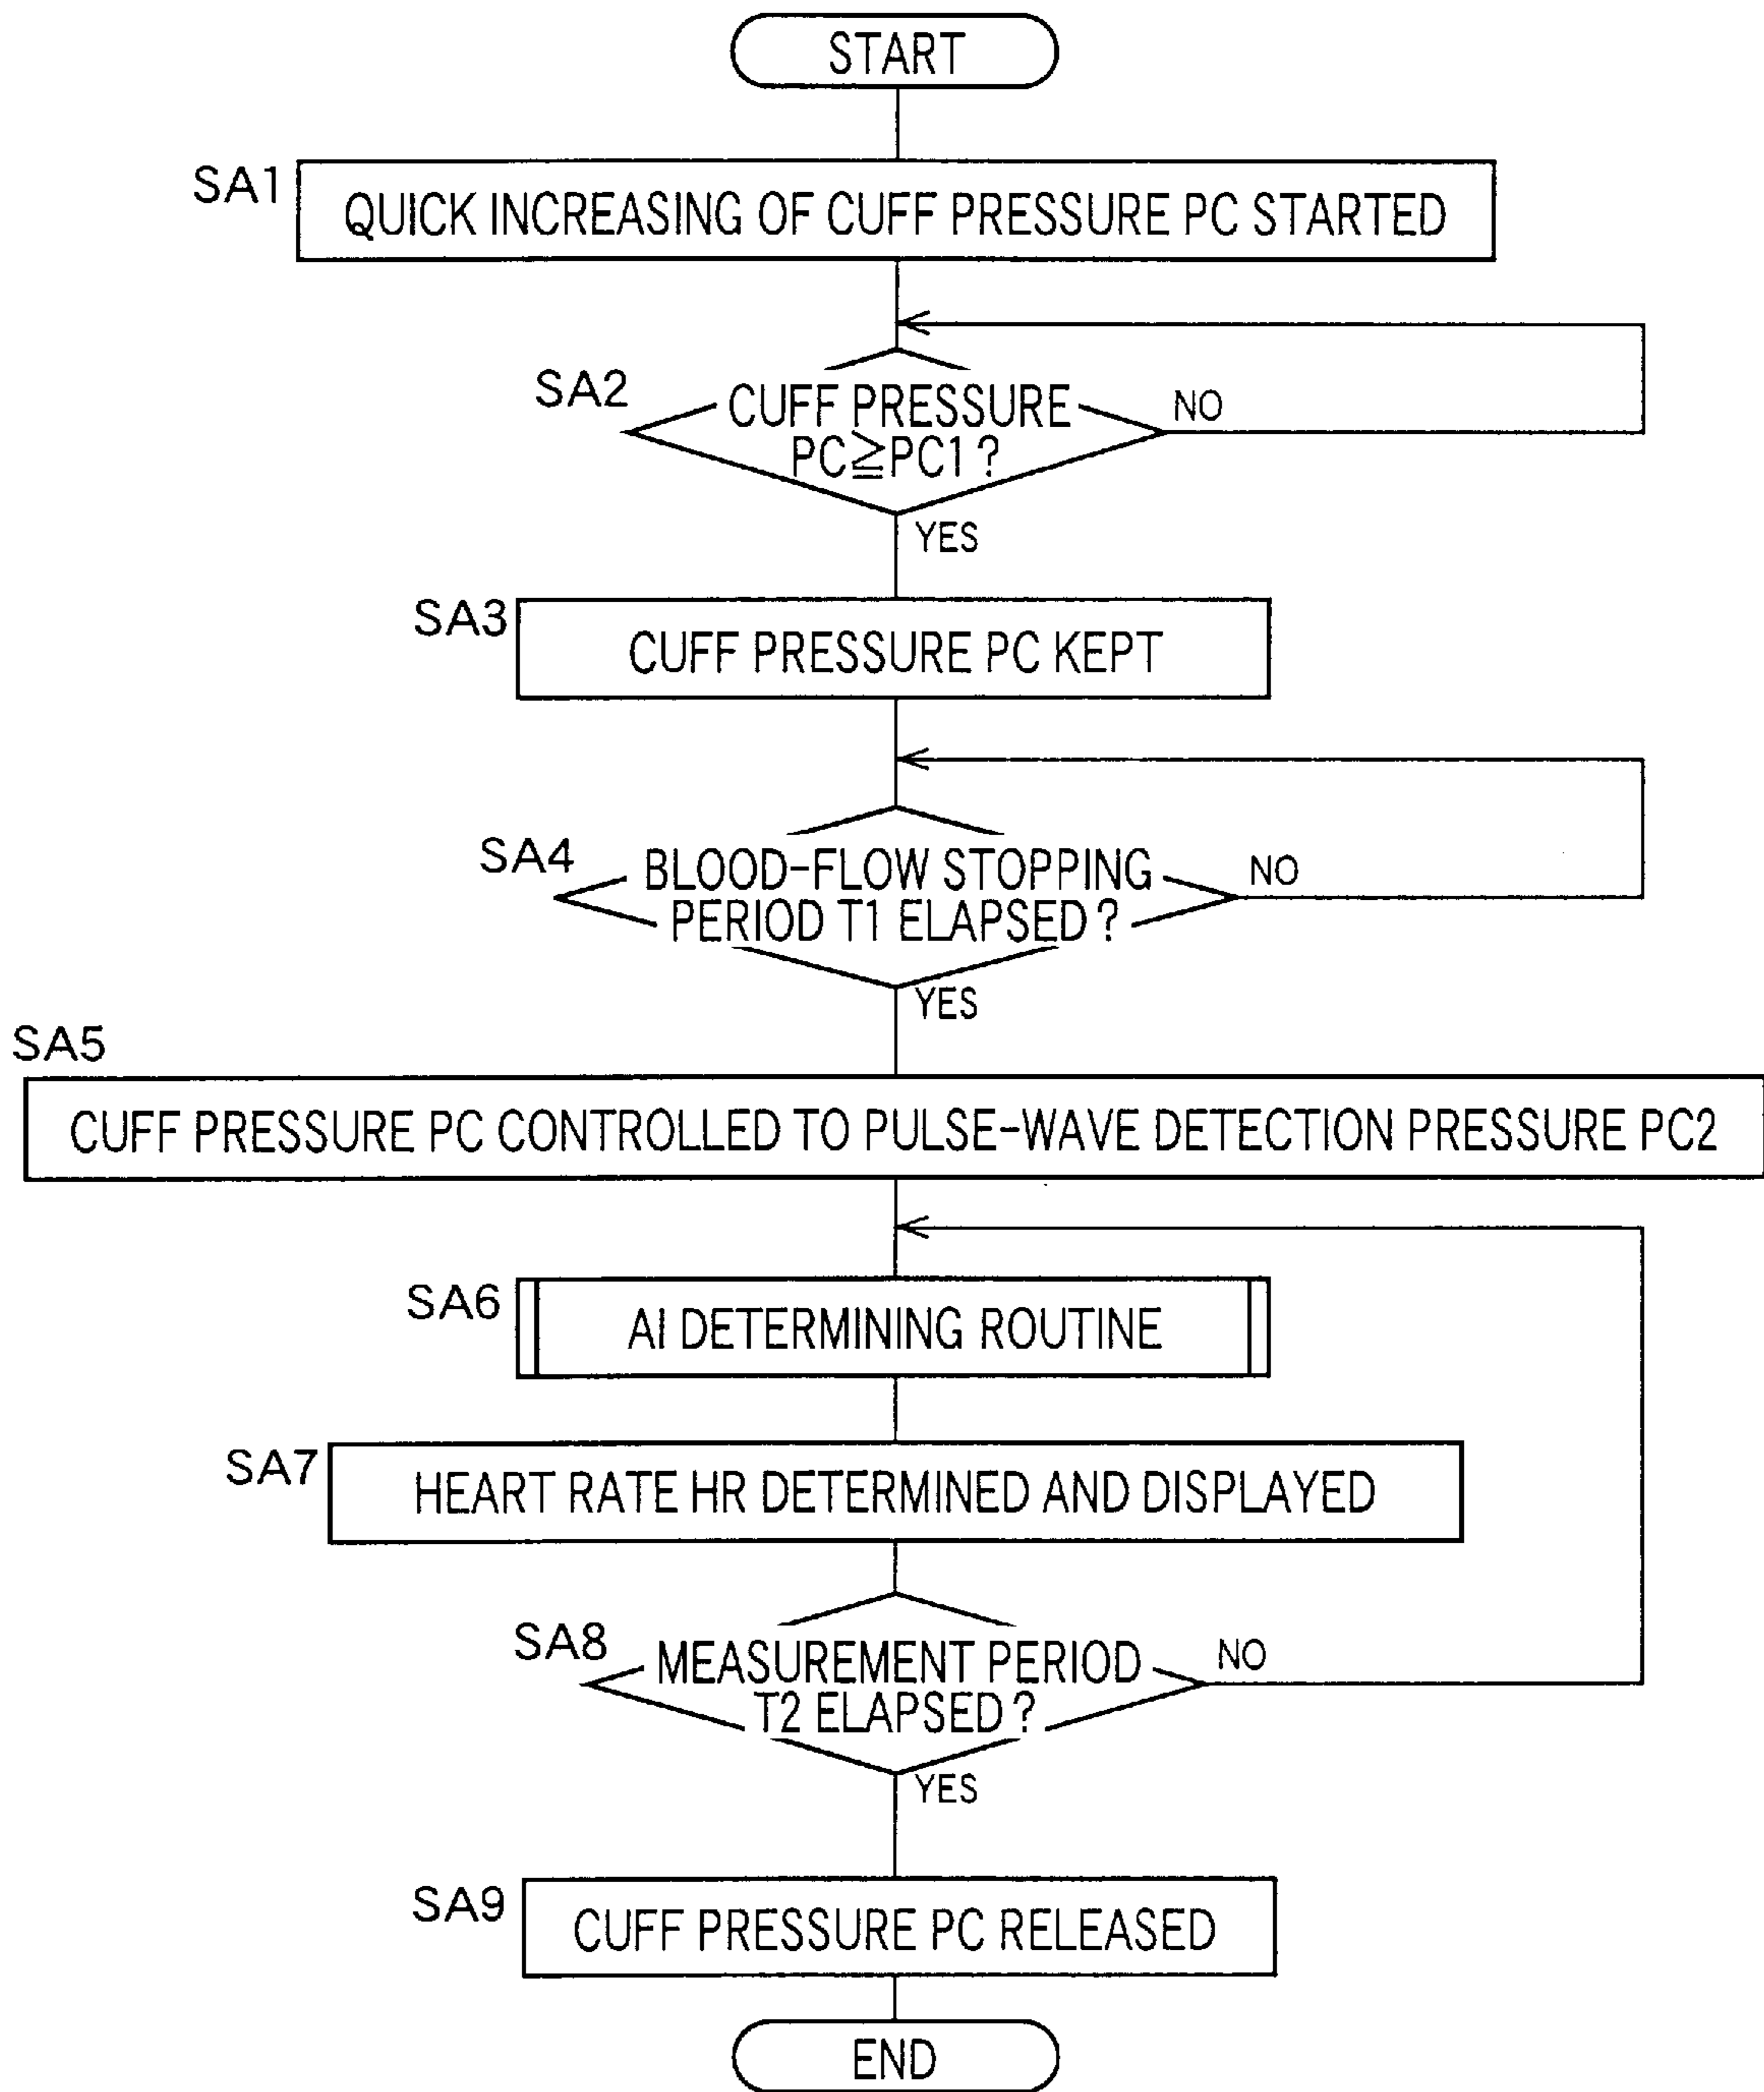 START
SA1
QUICK INCREASING OF CUFF PRESSURE PC STARTED
SA2
CUFF PRESSURE
PC≧PC1?
NO
YES
SA3
CUFF PRESSURE PC KEPT
SA4
BLOOD-FLOW STOPPING
PERIOD T1 ELAPSED?
NO
YES
SA5
CUFF PRESSURE PC CONTROLLED TO PULSE-WAVE DETECTION PRESSURE PC2
SA6
AI DETERMINING ROUTINE
SA7
HEART RATE HR DETERMINED AND DISPLAYED
SA8
MEASUREMENT PERIOD
T2 ELAPSED?
NO
YES
SA9
CUFF PRESSURE PC RELEASED
END